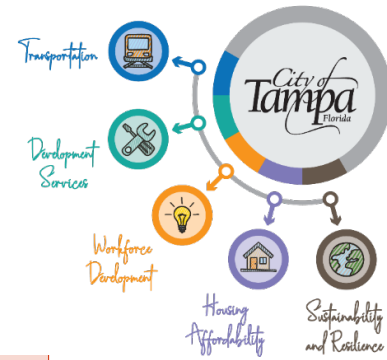 Transportation
City of
Tampa
Florida
Development
Services
Workforce
Development
Housing
Affordability
Sustainability
and Resilience